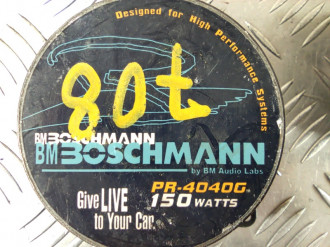 Designed for High Performance Systems
80t
BM BOSCHMANN
BM BOSCHMANN
by BM Audio Labs
PR-4040G
150 WATTS
Give LIVE
to Your Car